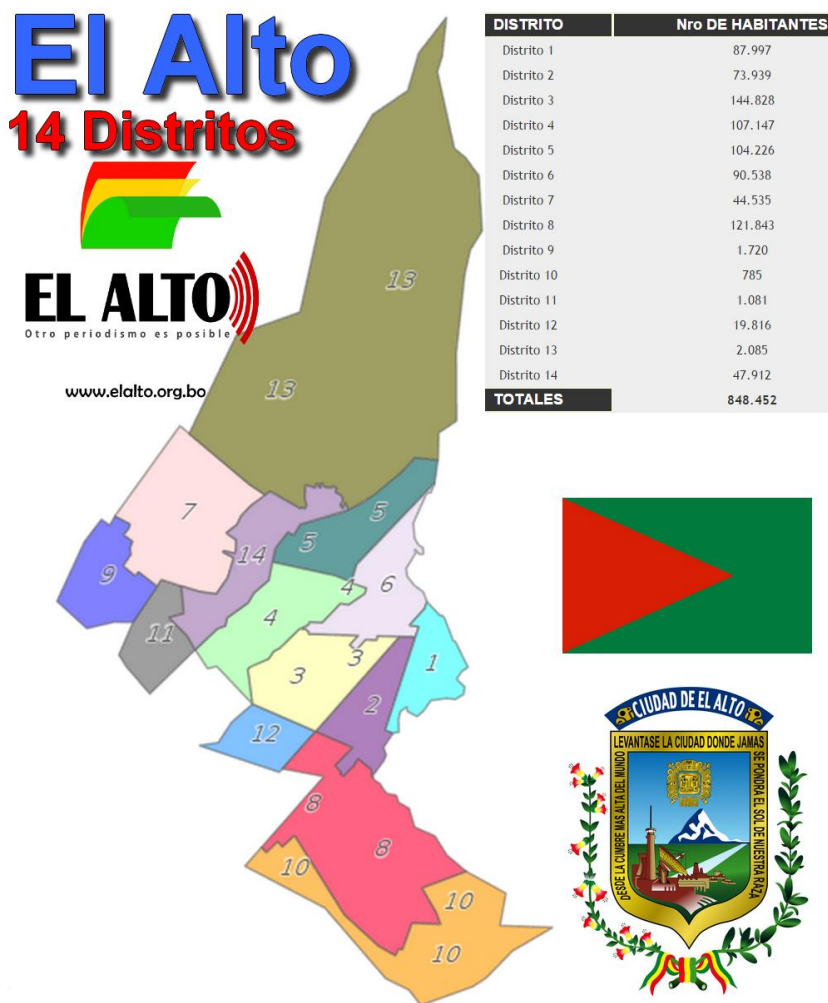 El Alto
14 Distritos
EL ALTO
Otro periodismo es posible
www.elalto.org.bo
DISTRITO Nro DE HABITANTES
Distrito 1 87.997
Distrito 2 73.939
Distrito 3 144.828
Distrito 4 107.147
Distrito 5 104.226
Distrito 6 90.538
Distrito 7 44.535
Distrito 8 121.843
Distrito 9 1.720
Distrito 10 785
Distrito 11 1.081
Distrito 12 19.816
Distrito 13 2.085
Distrito 14 47.912
TOTALES 848.452
13
13
7
5
5
14
9
4
6
4
11
3
3
1
2
12
8
8
10
10
10
CIUDAD DE EL ALTO
LEVANTASE LA CIUDAD DONDE JAMAS
SE PONDRA EL SOL DE NUESTRA RAZA
DESDE LA CUMBRE MAS ALTA DEL MUNDO